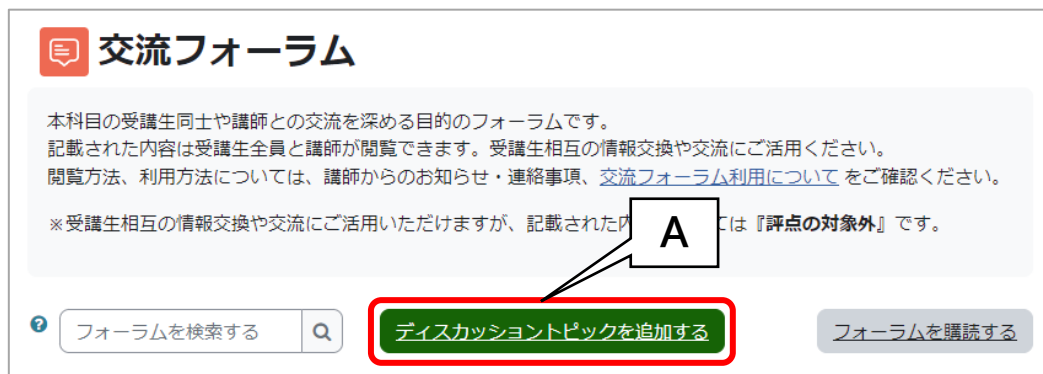 交流フォーラム
本科目の受講生同士や講師との交流を深める目的のフォーラムです。
記載された内容は受講生全員と講師が閲覧できます。受講生相互の情報交換や交流にご活用ください。
閲覧方法、利用方法については、講師からのお知らせ・連絡事項、交流フォーラム利用について をご確認ください。
※受講生相互の情報交換や交流にご活用いただけますが、記載された内 ては『評点の対象外』です。
A
? フォーラムを検索する ディスカッショントピックを追加する フォーラムを購読する